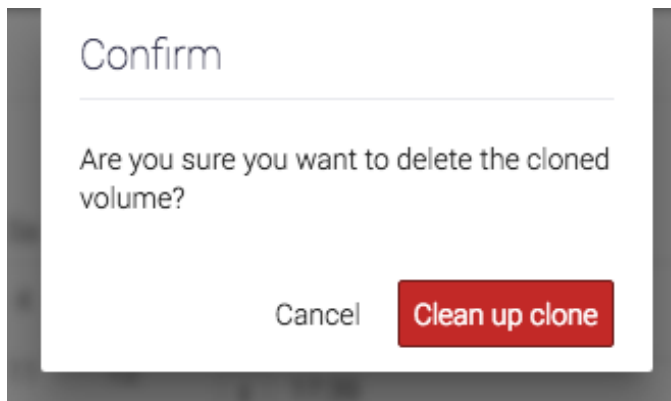 Confirm
Are you sure you want to delete the cloned
volume?
Cancel Clean up clone